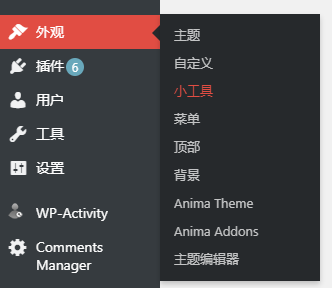 外观
插件 6
用户
工具
设置
WP-Activity
Comments
Manager
主题
自定义
小工具
菜单
顶部
背景
Anima Theme
Anima Addons
主题编辑器